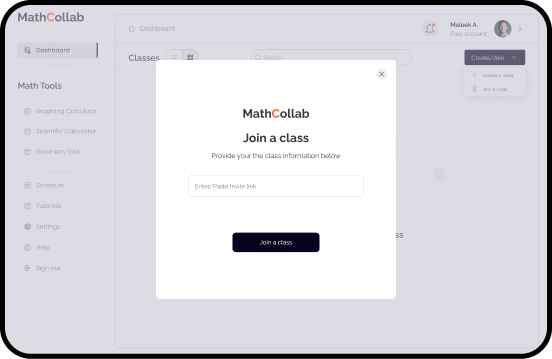 MathCollab
Dashboard
Math Tools
Graphing Calculator
Scientific Calculator
Geometry tool
Schedule
Tutorials
Settings
Help
Sign out
Dashboard
Maleek A.
Free account
Classes
Search
Create/Join
Create a class
Join a class
MathCollab
Join a class
Provide your the class information below
Enter/Paste Invite link
Join a class
ss